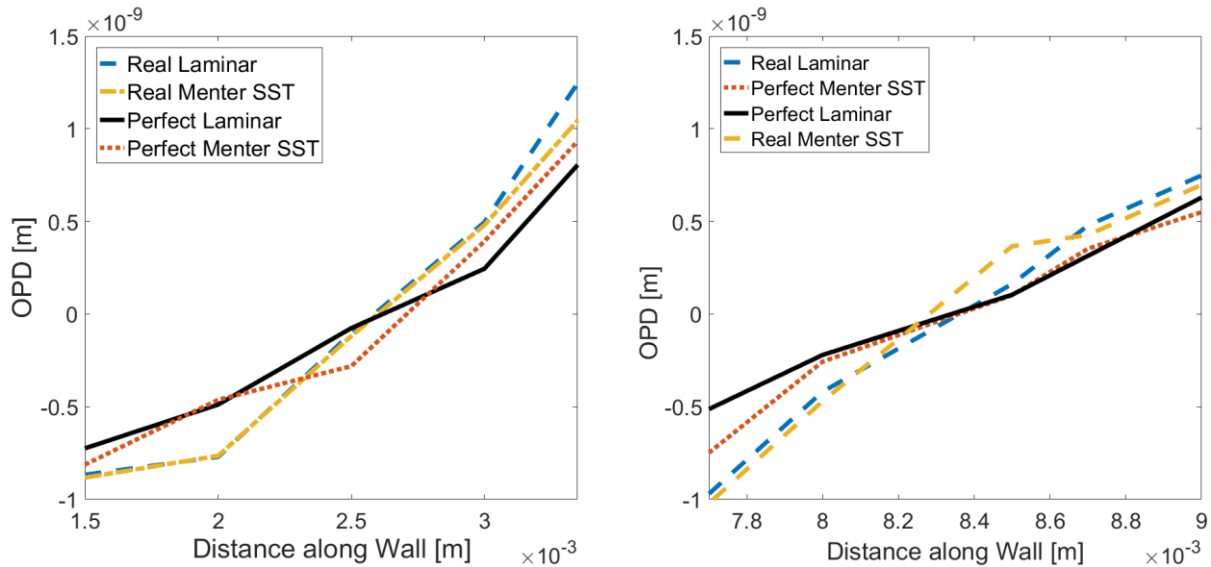 ×10⁻⁹
1.5
1
0.5
0
-0.5
-1
OPD [m]
Real Laminar
Real Menter SST
Perfect Laminar
Perfect Menter SST
1.5 2 2.5 3
Distance along Wall [m]
×10⁻³
×10⁻⁹
1.5
1
0.5
0
-0.5
-1
OPD [m]
Real Laminar
Perfect Menter SST
Perfect Laminar
Real Menter SST
7.8 8 8.2 8.4 8.6 8.8 9
Distance along Wall [m]
×10⁻³